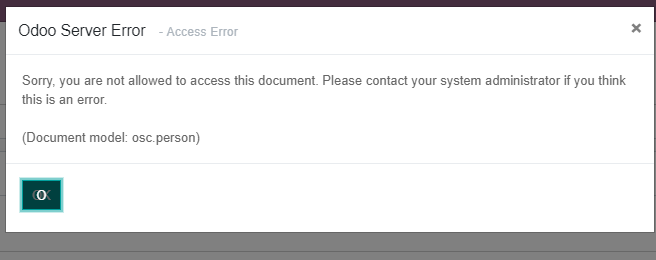 Odoo Server Error - Access Error ×
Sorry, you are not allowed to access this document. Please contact your system administrator if you think
this is an error.
(Document model: osc.person)
OK